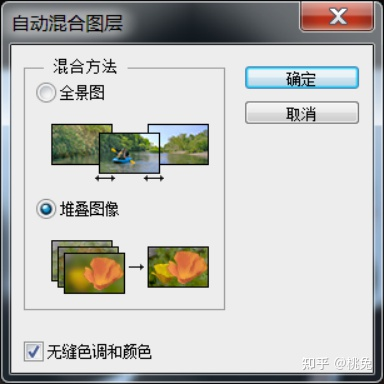 自动混合图层
混合方法
全景图
堆叠图像
确定
取消
无缝色调和颜色
知乎 @桃兔